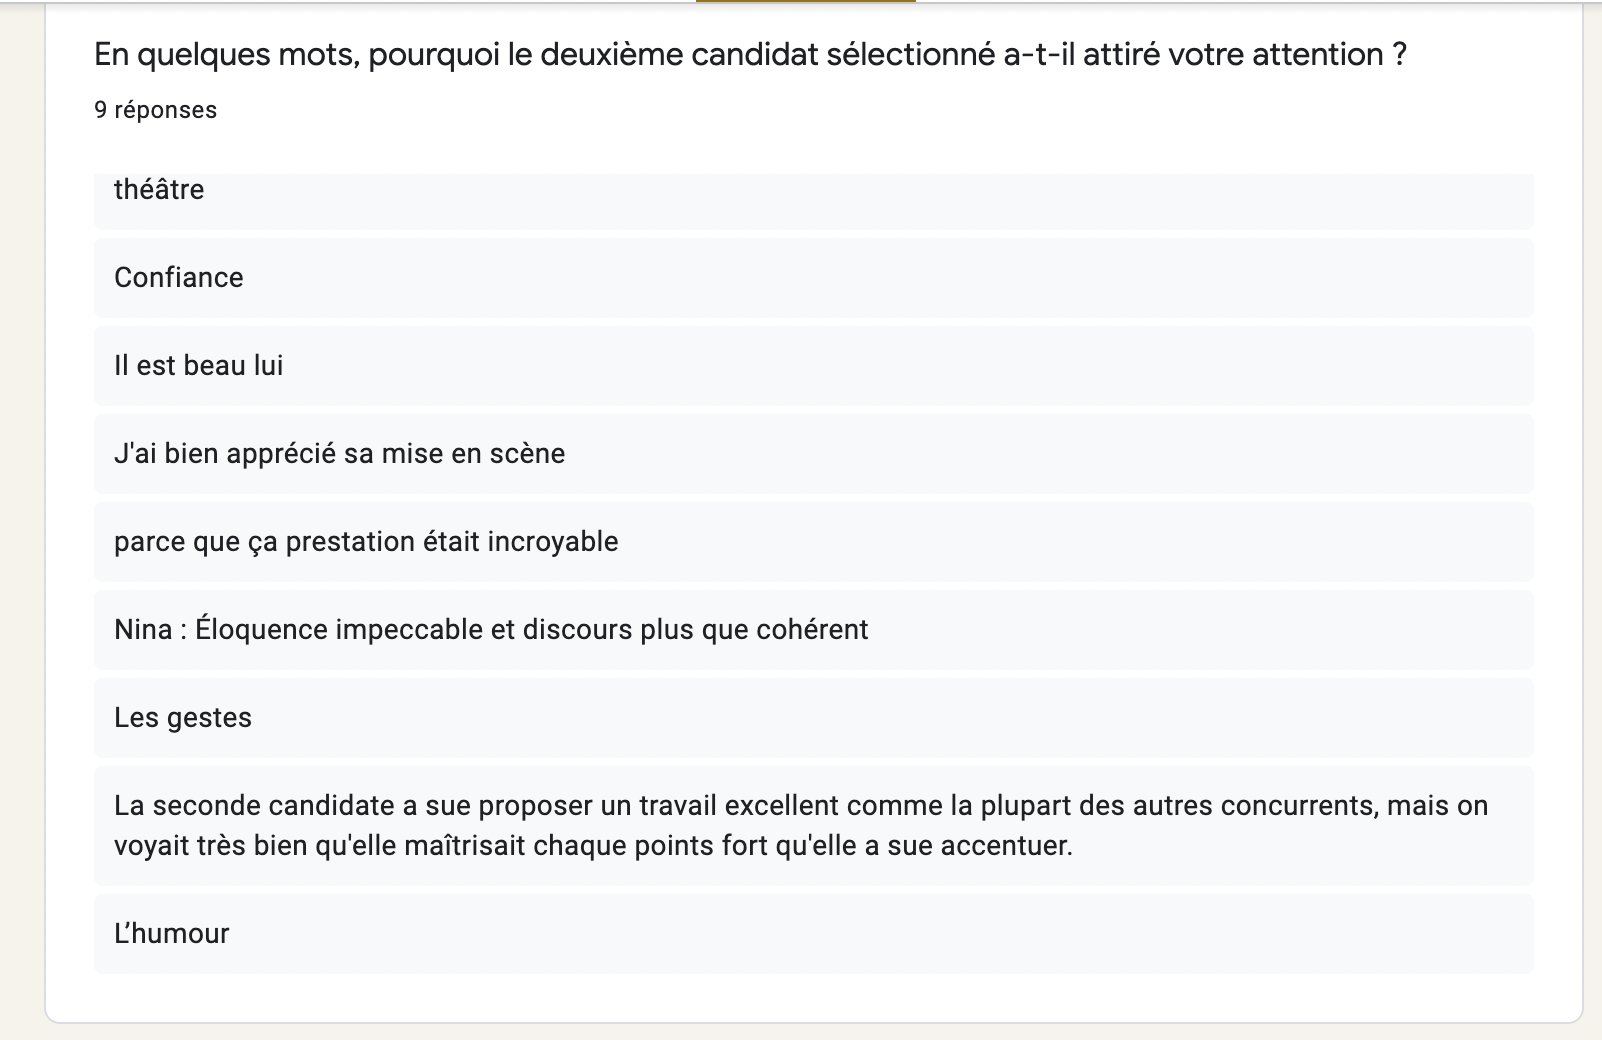 En quelques mots, pourquoi le deuxième candidat sélectionné a-t-il attiré votre attention ?
9 réponses
théâtre
Confiance
Il est beau lui
J'ai bien apprécié sa mise en scène
parce que ça prestation était incroyable
Nina : Éloquence impeccable et discours plus que cohérent
Les gestes
La seconde candidate a sue proposer un travail excellent comme la plupart des autres concurrents, mais on
voyait très bien qu'elle maîtrisait chaque points fort qu'elle a sue accentuer.
L’humour